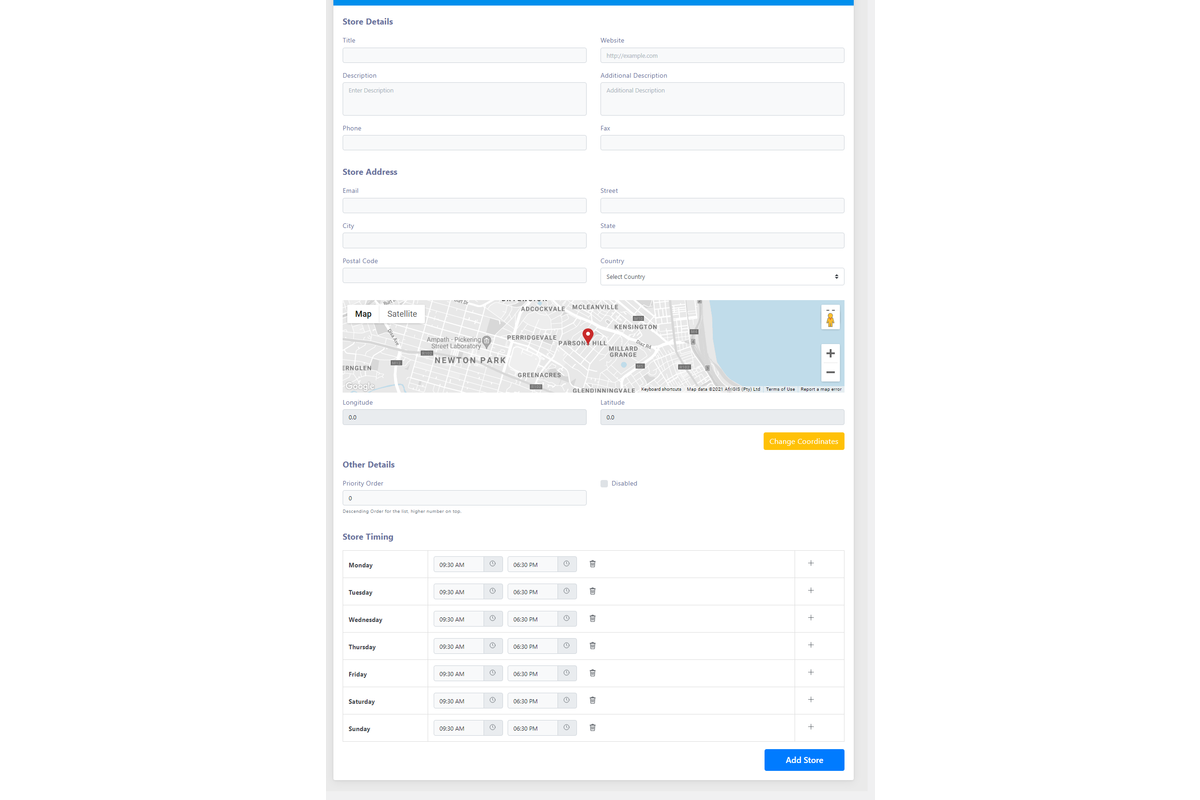 Store Details
Title
Website
http://example.com
Description
Additional Description
Enter Description
Additional Description
Phone
Fax
Store Address
Email
Street
City
State
Postal Code
Country
Select Country
Map
Satellite
ADCOCKVALE
MCLEANVILLE
KENSINGTON
Ampath - Pickering
Street Laboratory
PERRIDGEVALE
PARSONS HILL
MILLARD
GRANGE
NEWTON PARK
ERNGLEN
GREENACRES
GLENDINNINGVALE
Google
Keyboard shortcuts
Map data ©2021 AfriGIS (Pty) Ltd
Terms of Use
Report a map error
Longitude
Latitude
0.0
0.0
Change Coordinates
Other Details
Priority Order
Disabled
0
Descending Order for the list, higher number on top.
Store Timing
Monday 09:30 AM 06:30 PM
Tuesday 09:30 AM 06:30 PM
Wednesday 09:30 AM 06:30 PM
Thursday 09:30 AM 06:30 PM
Friday 09:30 AM 06:30 PM
Saturday 09:30 AM 06:30 PM
Sunday 09:30 AM 06:30 PM
Add Store